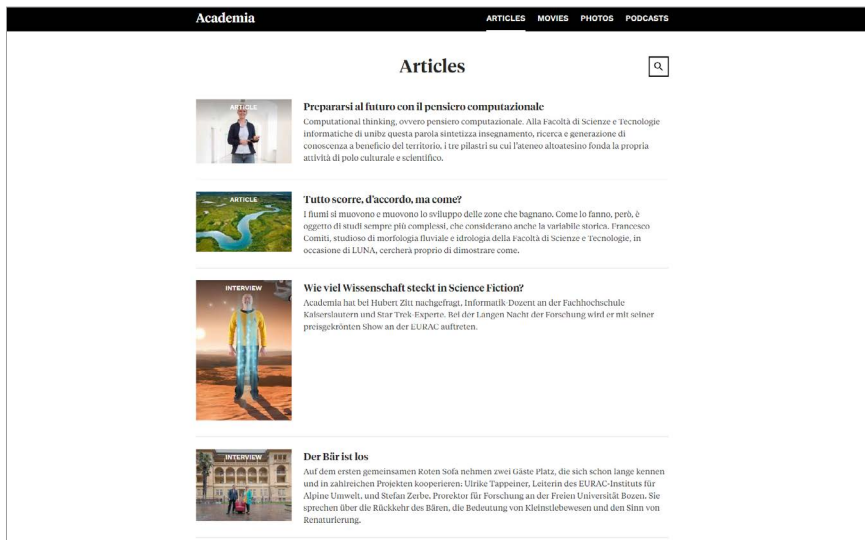 Academia
ARTICLES MOVIES PHOTOS PODCASTS
Articles
ARTICLE
Prepararsi al futuro con il pensiero computazionale
Computational thinking, ovvero pensiero computazionale. Alla Facoltà di Scienze e Tecnologie
informatiche di unibz questa parola sintetizza insegnamento, ricerca e generazione di
conoscenza a beneficio del territorio, i tre pilastri su cui l'ateneo altoatesino fonda la propria
attività di polo culturale e scientifico.
ARTICLE
Tutto scorre, d'accordo, ma come?
I fiumi si muovono e muovono lo sviluppo delle zone che bagnano. Come lo fanno, però, è
oggetto di studi sempre più complessi, che considerano anche la variabile storica. Francesco
Comiti, studioso di morfologia fluviale e idrologia della Facoltà di Scienze e Tecnologie, in
occasione di LUNA, cercherà proprio di dimostrare come.
INTERVIEW
Wie viel Wissenschaft steckt in Science Fiction?
Academia hat bei Hubert Zitt nachgefragt, Informatik-Dozent an der Fachhochschule
Kaiserslautern und Star Trek-Experte. Bei der Langen Nacht der Forschung wird er mit seiner
preisgekrönten Show an der EURAC auftreten.
INTERVIEW
Der Bär ist los
Auf dem ersten gemeinsamen Roten Sofa nehmen zwei Gäste Platz, die sich schon lange kennen
und in zahlreichen Projekten kooperieren: Ulrike Tappeiner, Leiterin des EURAC-Instituts für
Alpine Umwelt, und Stefan Zerbe, Prorektor für Forschung an der Freien Universität Bozen. Sie
sprechen über die Rückkehr des Bären, die Bedeutung von Kleinstlebewesen und den Sinn von
Renaturierung.